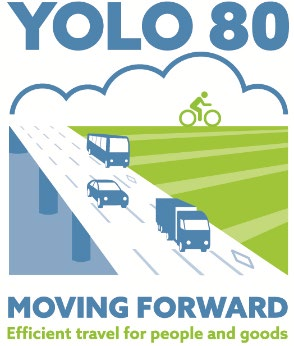 YOLO 80
MOVING FORWARD
Efficient travel for people and goods